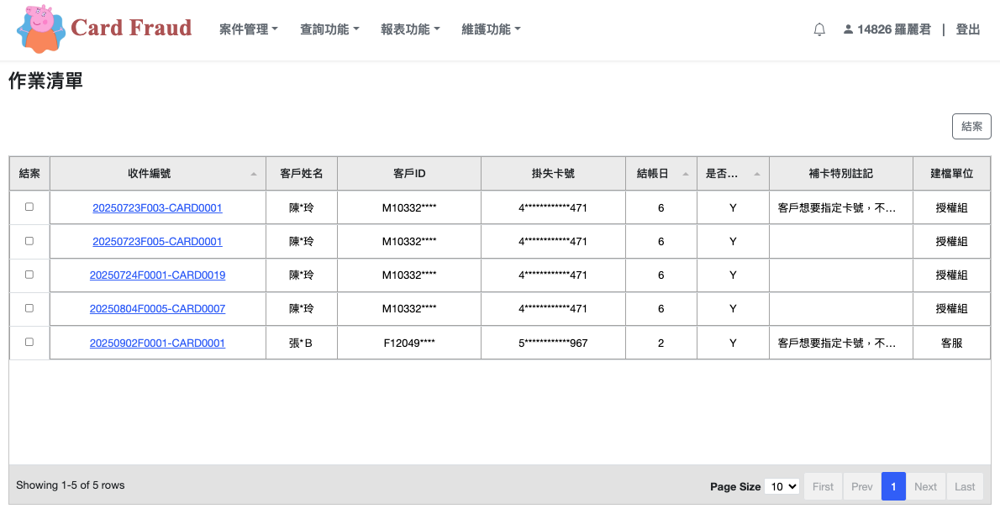 Card Fraud 案件管理 查詢功能 報表功能 維護功能 14826 羅麗君 | 登出
作業清單
結案
結案 收件編號 客戶姓名 客戶ID 掛失卡號 結帳日 是否... 補卡特別註記 建檔單位
20250723F003-CARD0001 陳*玲 M10332**** 4************471 6 Y 客戶想要指定卡號，不... 授權組
20250723F005-CARD0001 陳*玲 M10332**** 4************471 6 Y 授權組
20250724F0001-CARD0019 陳*玲 M10332**** 4************471 6 Y 授權組
20250804F0005-CARD0007 陳*玲 M10332**** 4************471 6 Y 授權組
20250902F0001-CARD0001 張*B F12049**** 5************967 2 Y 客戶想要指定卡號，不... 客服
Showing 1-5 of 5 rows Page Size 10 First Prev 1 Next Last